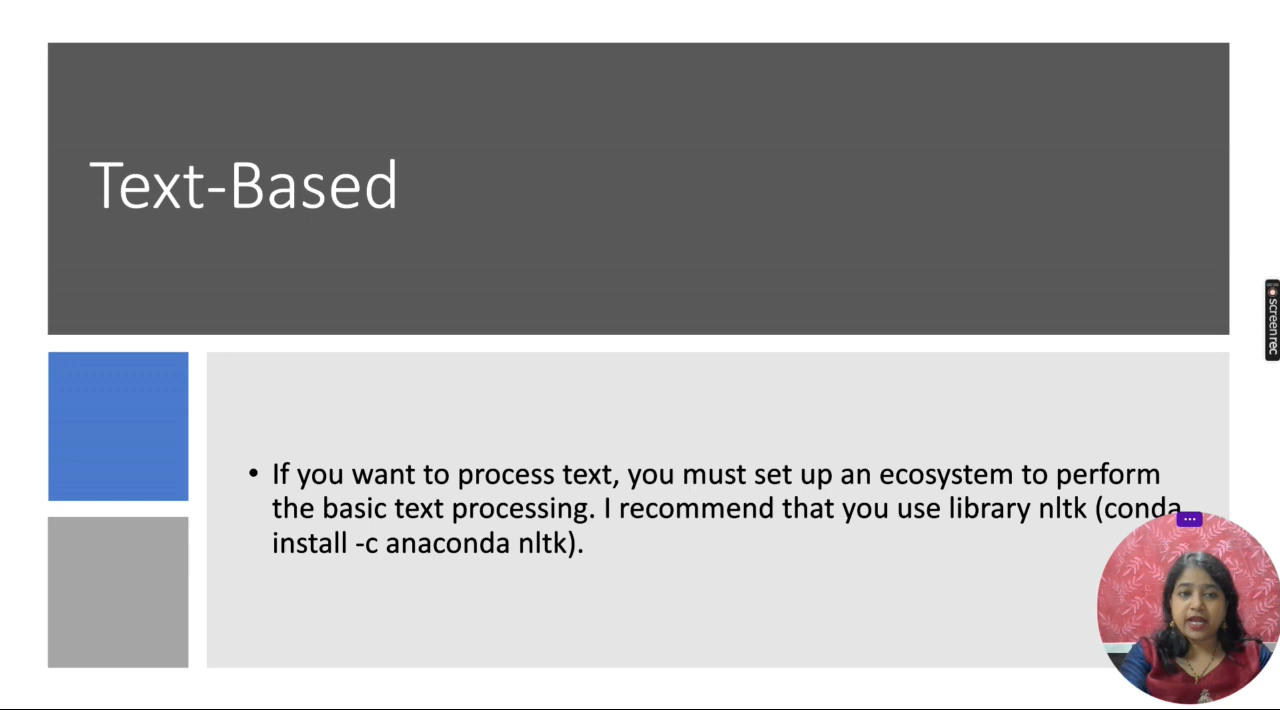 Text-Based
• If you want to process text, you must set up an ecosystem to perform
the basic text processing. I recommend that you use library nltk (conda
install -c anaconda nltk).
screenrec